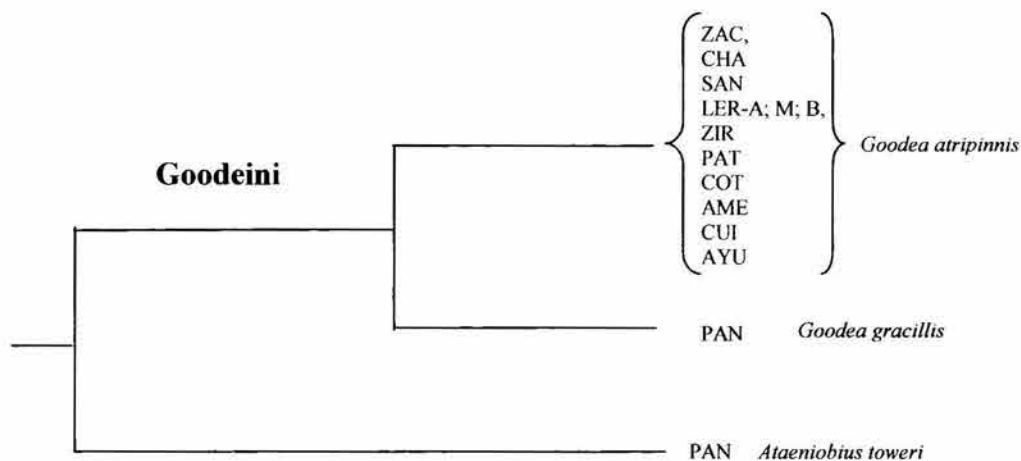 ZAC,
CHA
SAN
LER-A; M; B,
ZIR
PAT
COT
AME
CUI
AYU
Goodea atripinnis
Goodeini
PAN Goodea gracillis
PAN Ataeniobius toweri